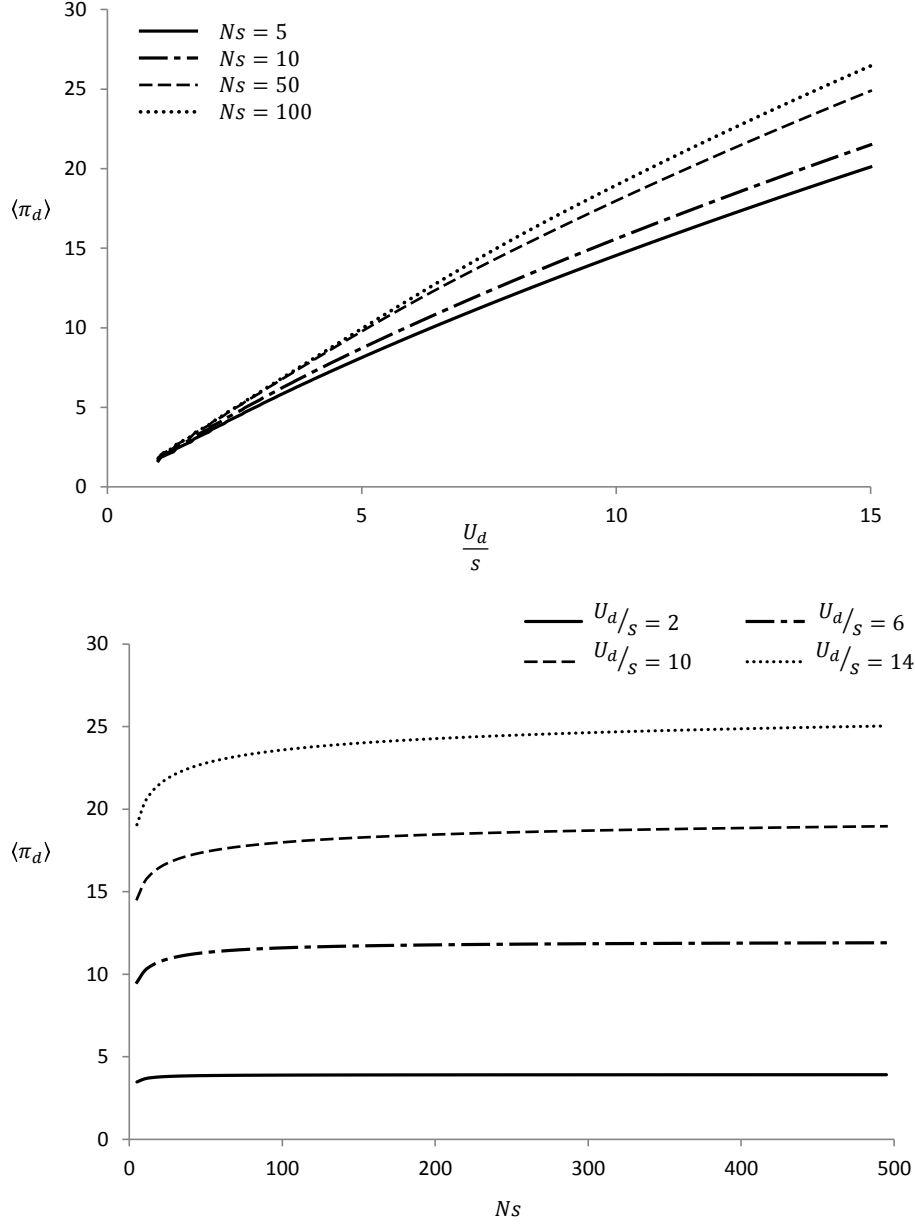 30
25
20
15
10
5
0
⟨π_d⟩
Ns = 5
Ns = 10
Ns = 50
Ns = 100
0 5 10 15
U_d
s
U_d/s = 2 U_d/s = 6
U_d/s = 10 U_d/s = 14
30
25
20
15
10
5
0
⟨π_d⟩
0 100 200 300 400 500
Ns